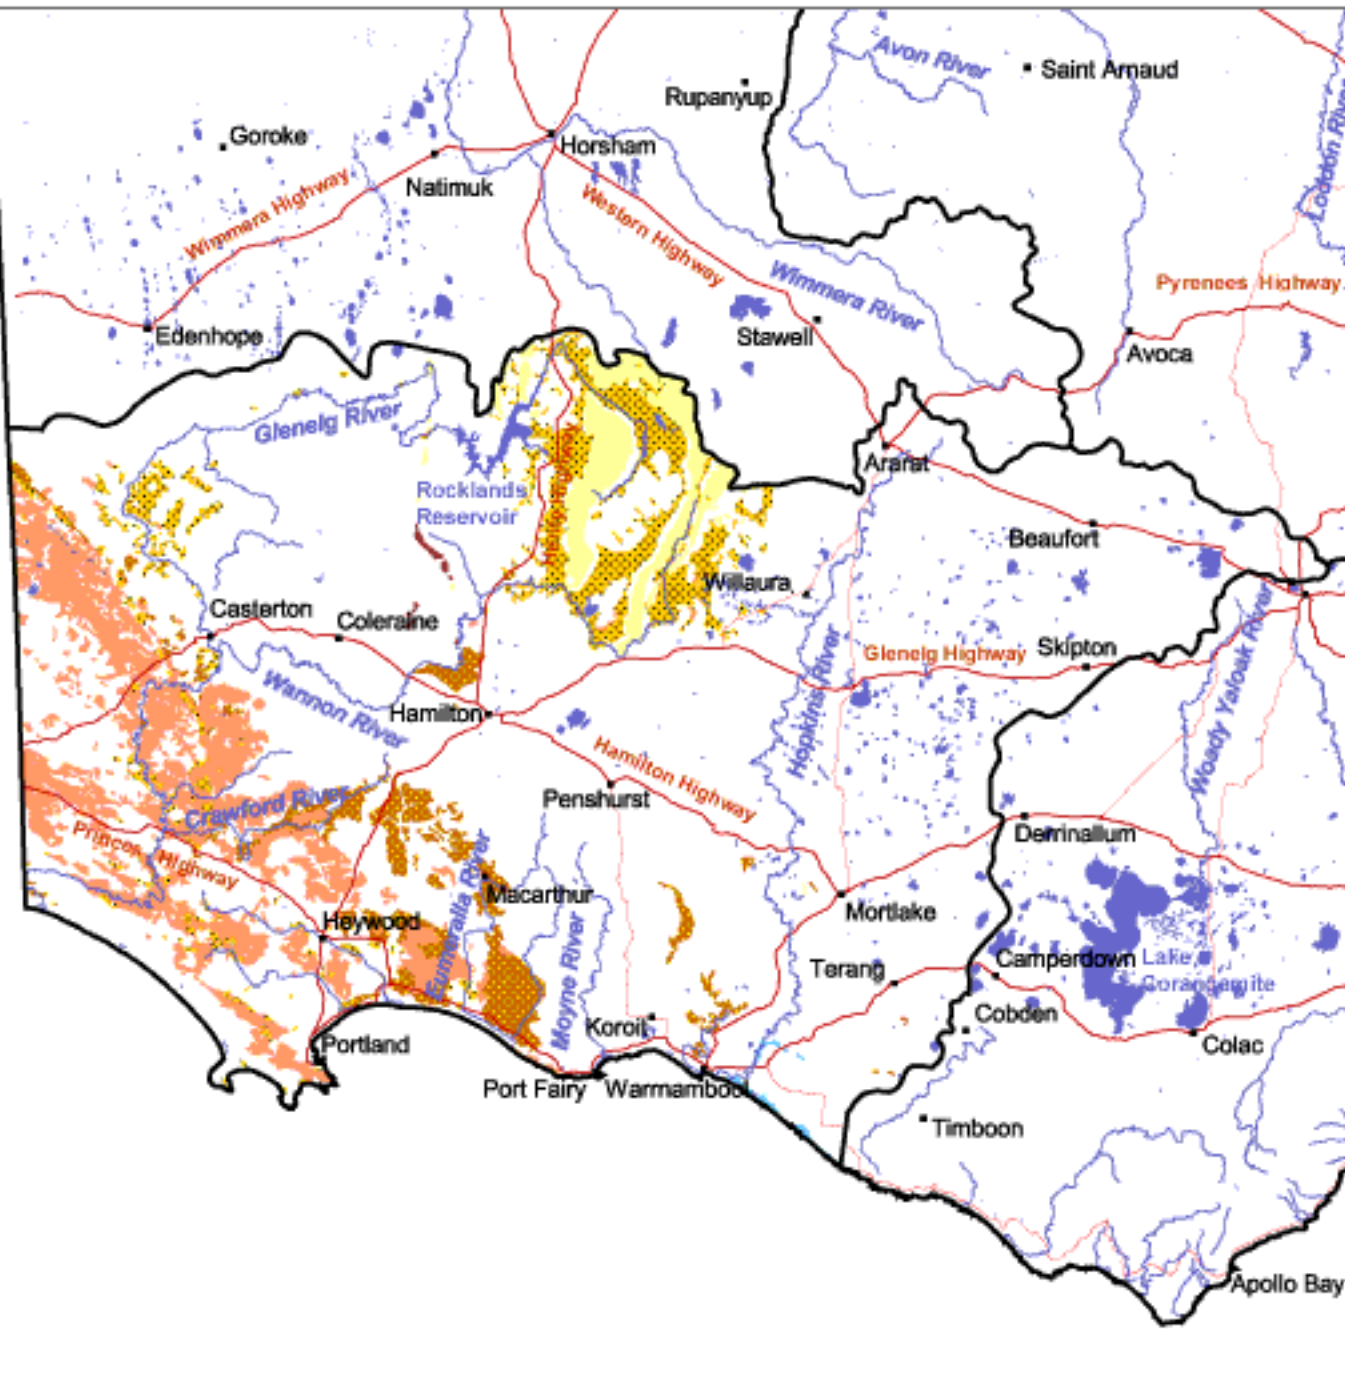 Avon River
Saint Arnaud
Rupanyup
Loddon River
Goroke
Horsham
Natimuk
Wimmera Highway
Western Highway
Wimmera River
Pyrenees Highway
Edenhope
Stawell
Avoca
Glenelg River
Ararat
Rocklands
Reservoir
Beaufort
Willaura
Casterton
Coleraine
Glenelg Highway
Skipton
Wannon River
Hamilton
Hopkins River
Woady Yaloak River
Hamilton Highway
Penshurst
Crawford River
Princes Highway
Derrinallum
Eumeralla River
Macarthur
Mortlake
Heywood
Moyne River
Terang
Camperdown
Lake
Corangamite
Koroit
Cobden
Portland
Colac
Port Fairy
Warrnambool
Timboon
Apollo Bay